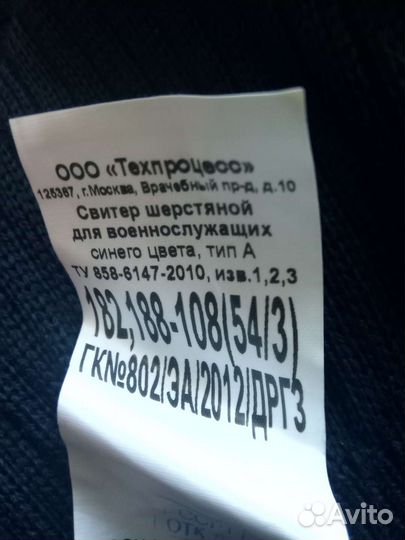 ООО «Техпроцесс»
125367, г.Москва, Врачебный пр-д, д.10
Свитер шерстяной
для военнослужащих
синего цвета, тип А
ТУ 858-6147-2010, изв.1,2,3
182,188-108(54/3)
ГК№802/ЭА/2012/ДРГЗ
ОТК
Avito